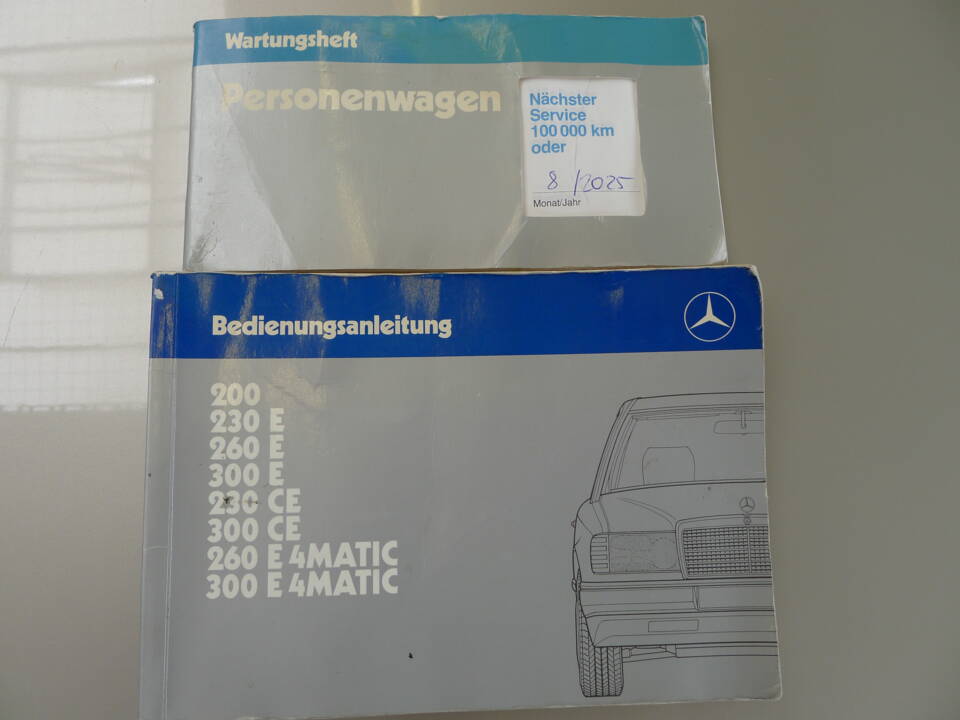 Wartungsheft
Personenwagen
Nächster
Service
100 000 km
oder
8/2025
Monat/Jahr
Bedienungsanleitung
200
230 E
260 E
300 E
230 CE
300 CE
260 E 4MATIC
300 E 4MATIC